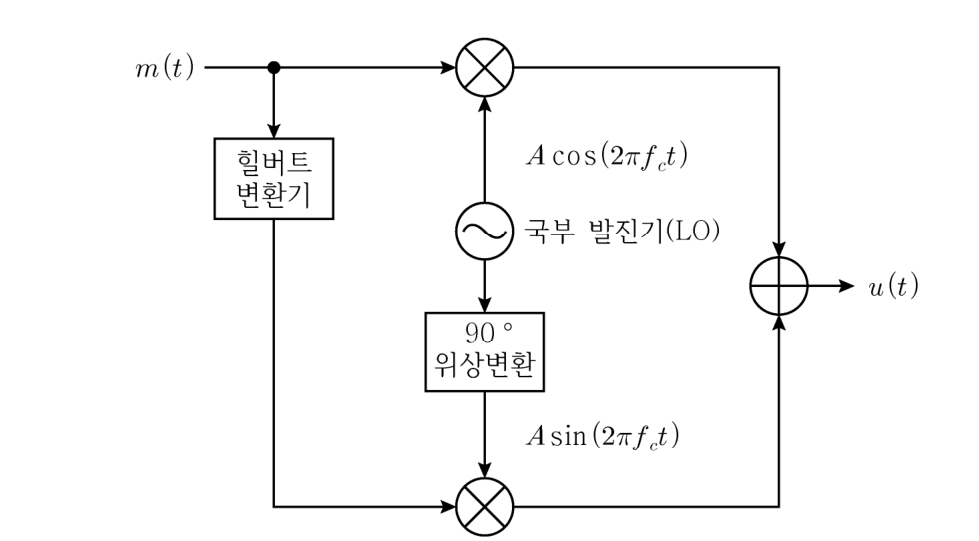 m(t)
힐버트
변환기
A cos(2πf_c t)
국부 발진기(LO)
u(t)
90°
위상변환
A sin(2πf_c t)